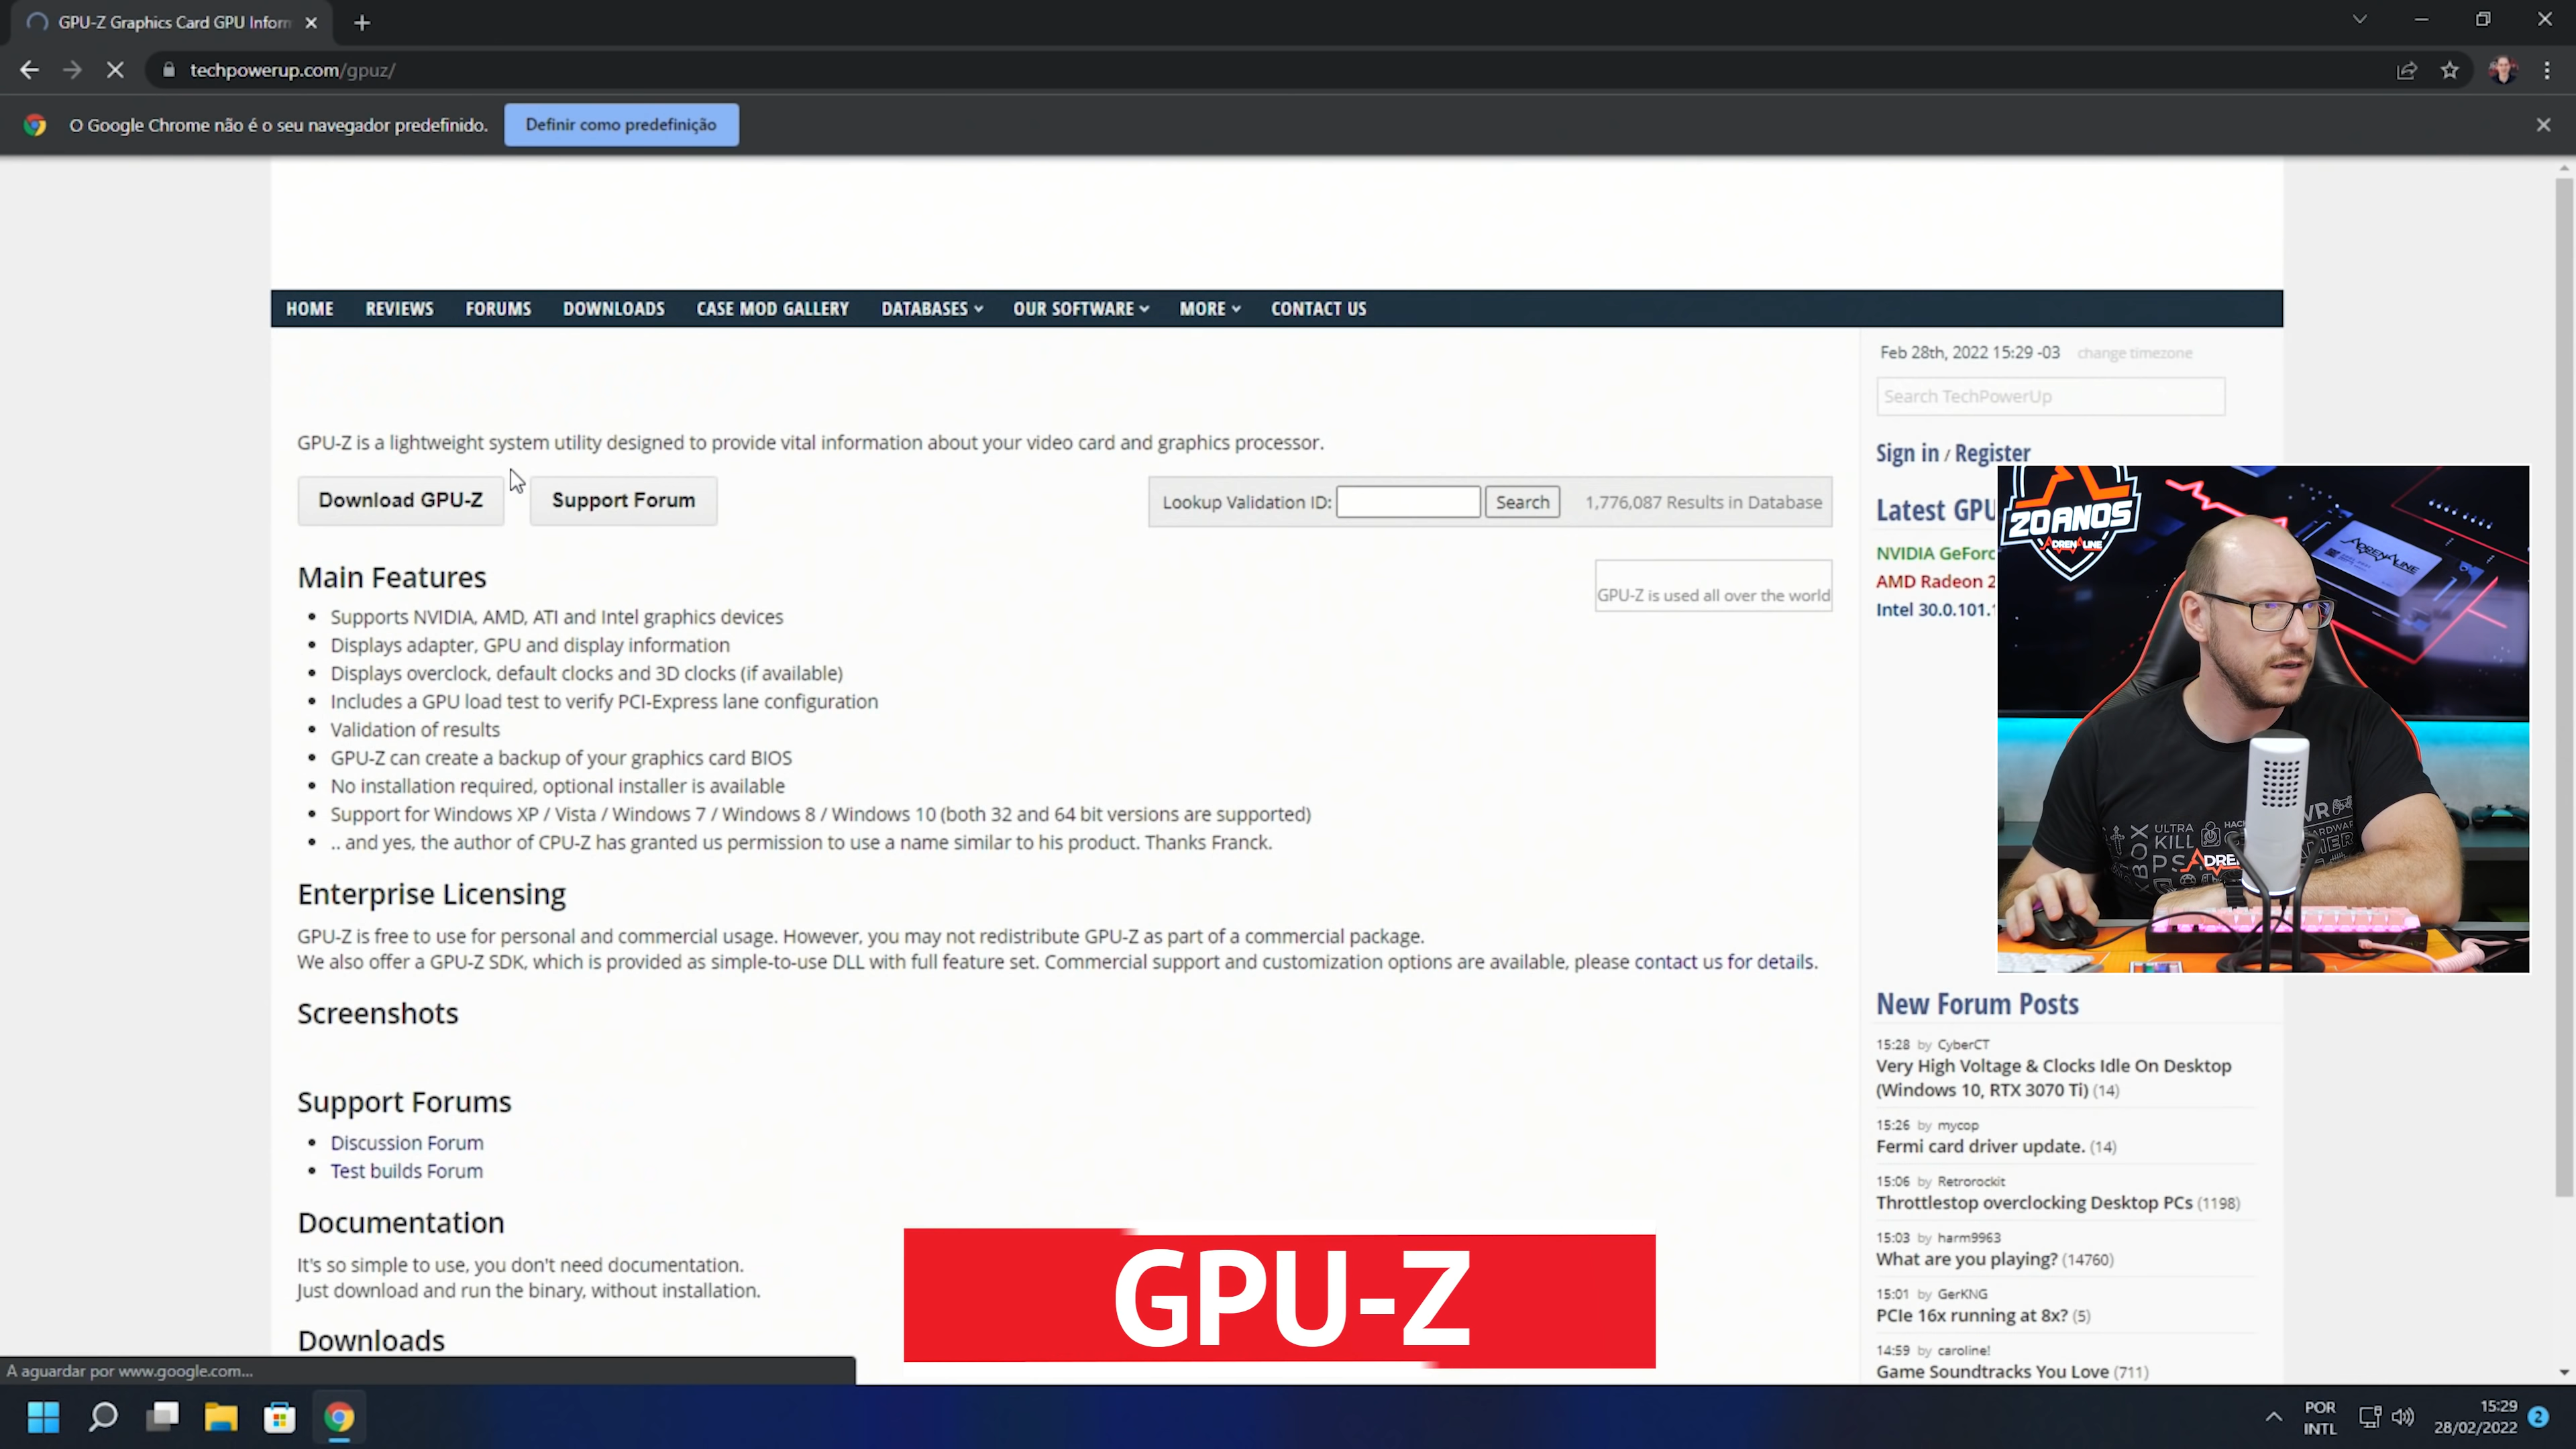 GPU-Z Graphics Card GPU Inform
techpowerup.com/gpuz/
O Google Chrome não é o seu navegador predefinido.
Definir como predefinição
HOME
REVIEWS
FORUMS
DOWNLOADS
CASE MOD GALLERY
DATABASES
OUR SOFTWARE
MORE
CONTACT US
Feb 28th, 2022 15:29 -03 change timezone
Search TechPowerUp
Sign in / Register
GPU-Z is a lightweight system utility designed to provide vital information about your video card and graphics processor.
Download GPU-Z
Support Forum
Lookup Validation ID:
Search
1,776,087 Results in Database
GPU-Z is used all over the world
Main Features
• Supports NVIDIA, AMD, ATI and Intel graphics devices
• Displays adapter, GPU and display information
• Displays overclock, default clocks and 3D clocks (if available)
• Includes a GPU load test to verify PCI-Express lane configuration
• Validation of results
• GPU-Z can create a backup of your graphics card BIOS
• No installation required, optional installer is available
• Support for Windows XP / Vista / Windows 7 / Windows 8 / Windows 10 (both 32 and 64 bit versions are supported)
• .. and yes, the author of CPU-Z has granted us permission to use a name similar to his product. Thanks Franck.
Enterprise Licensing
GPU-Z is free to use for personal and commercial usage. However, you may not redistribute GPU-Z as part of a commercial package.
We also offer a GPU-Z SDK, which is provided as simple-to-use DLL with full feature set. Commercial support and customization options are available, please contact us for details.
Screenshots
Support Forums
• Discussion Forum
• Test builds Forum
Documentation
It's so simple to use, you don't need documentation.
Just download and run the binary, without installation.
Downloads
Latest GPU
NVIDIA GeForc
AMD Radeon 2
Intel 30.0.101.1
20 ANOS
ADRENALINE
ADRENALINE
XBOX
ULTRA
KILL
PS
ADRE
VR
HARDWAR
New Forum Posts
15:28 by CyberCT
Very High Voltage & Clocks Idle On Desktop
(Windows 10, RTX 3070 Ti) (14)
15:26 by mycop
Fermi card driver update. (14)
15:06 by Retrorockit
Throttlestop overclocking Desktop PCs (1198)
15:03 by harm9963
What are you playing? (14760)
15:01 by GerKNG
PCIe 16x running at 8x? (5)
14:59 by caroline!
Game Soundtracks You Love (711)
GPU-Z
A aguardar por www.google.com...
POR
INTL
15:29
28/02/2022
2